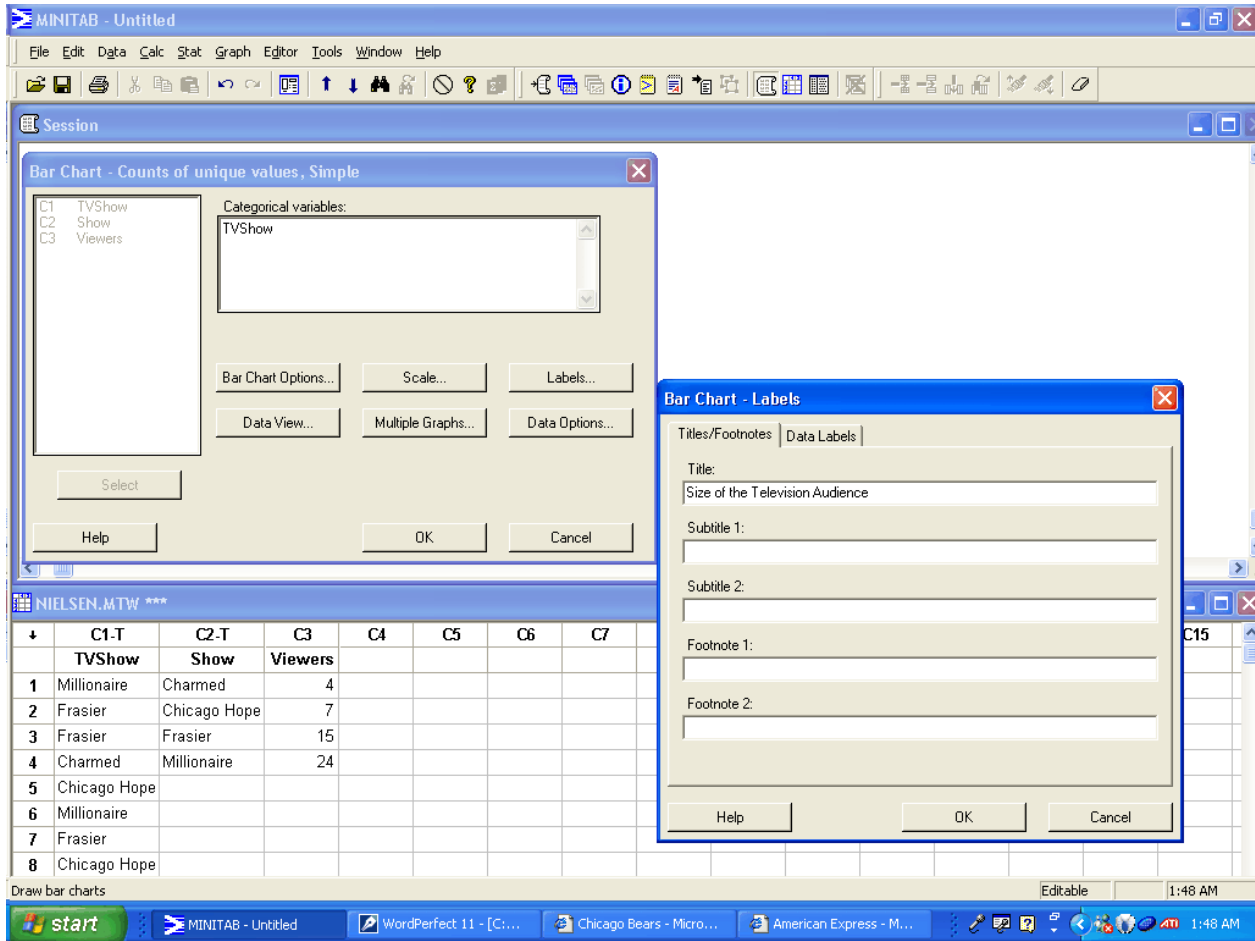 MINITAB - Untitled
File Edit Data Calc Stat Graph Editor Tools Window Help
Session
Bar Chart - Counts of unique values, Simple
C1 TVShow
C2 Show
C3 Viewers
Categorical variables:
TVShow
Bar Chart Options... Scale... Labels...
Data View... Multiple Graphs... Data Options...
Select
Help OK Cancel
Bar Chart - Labels
Titles/Footnotes Data Labels
Title:
Size of the Television Audience
Subtitle 1:
Subtitle 2:
Footnote 1:
Footnote 2:
Help OK Cancel
NIELSEN.MTW ***
C1-T C2-T C3 C4 C5 C6 C7 C15
TVShow Show Viewers
1 Millionaire Charmed 4
2 Frasier Chicago Hope 7
3 Frasier Frasier 15
4 Charmed Millionaire 24
5 Chicago Hope
6 Millionaire
7 Frasier
8 Chicago Hope
Draw bar charts Editable 1:48 AM
start MINITAB - Untitled WordPerfect 11 - [C:... Chicago Bears - Micro... American Express - M... ATI 1:48 AM